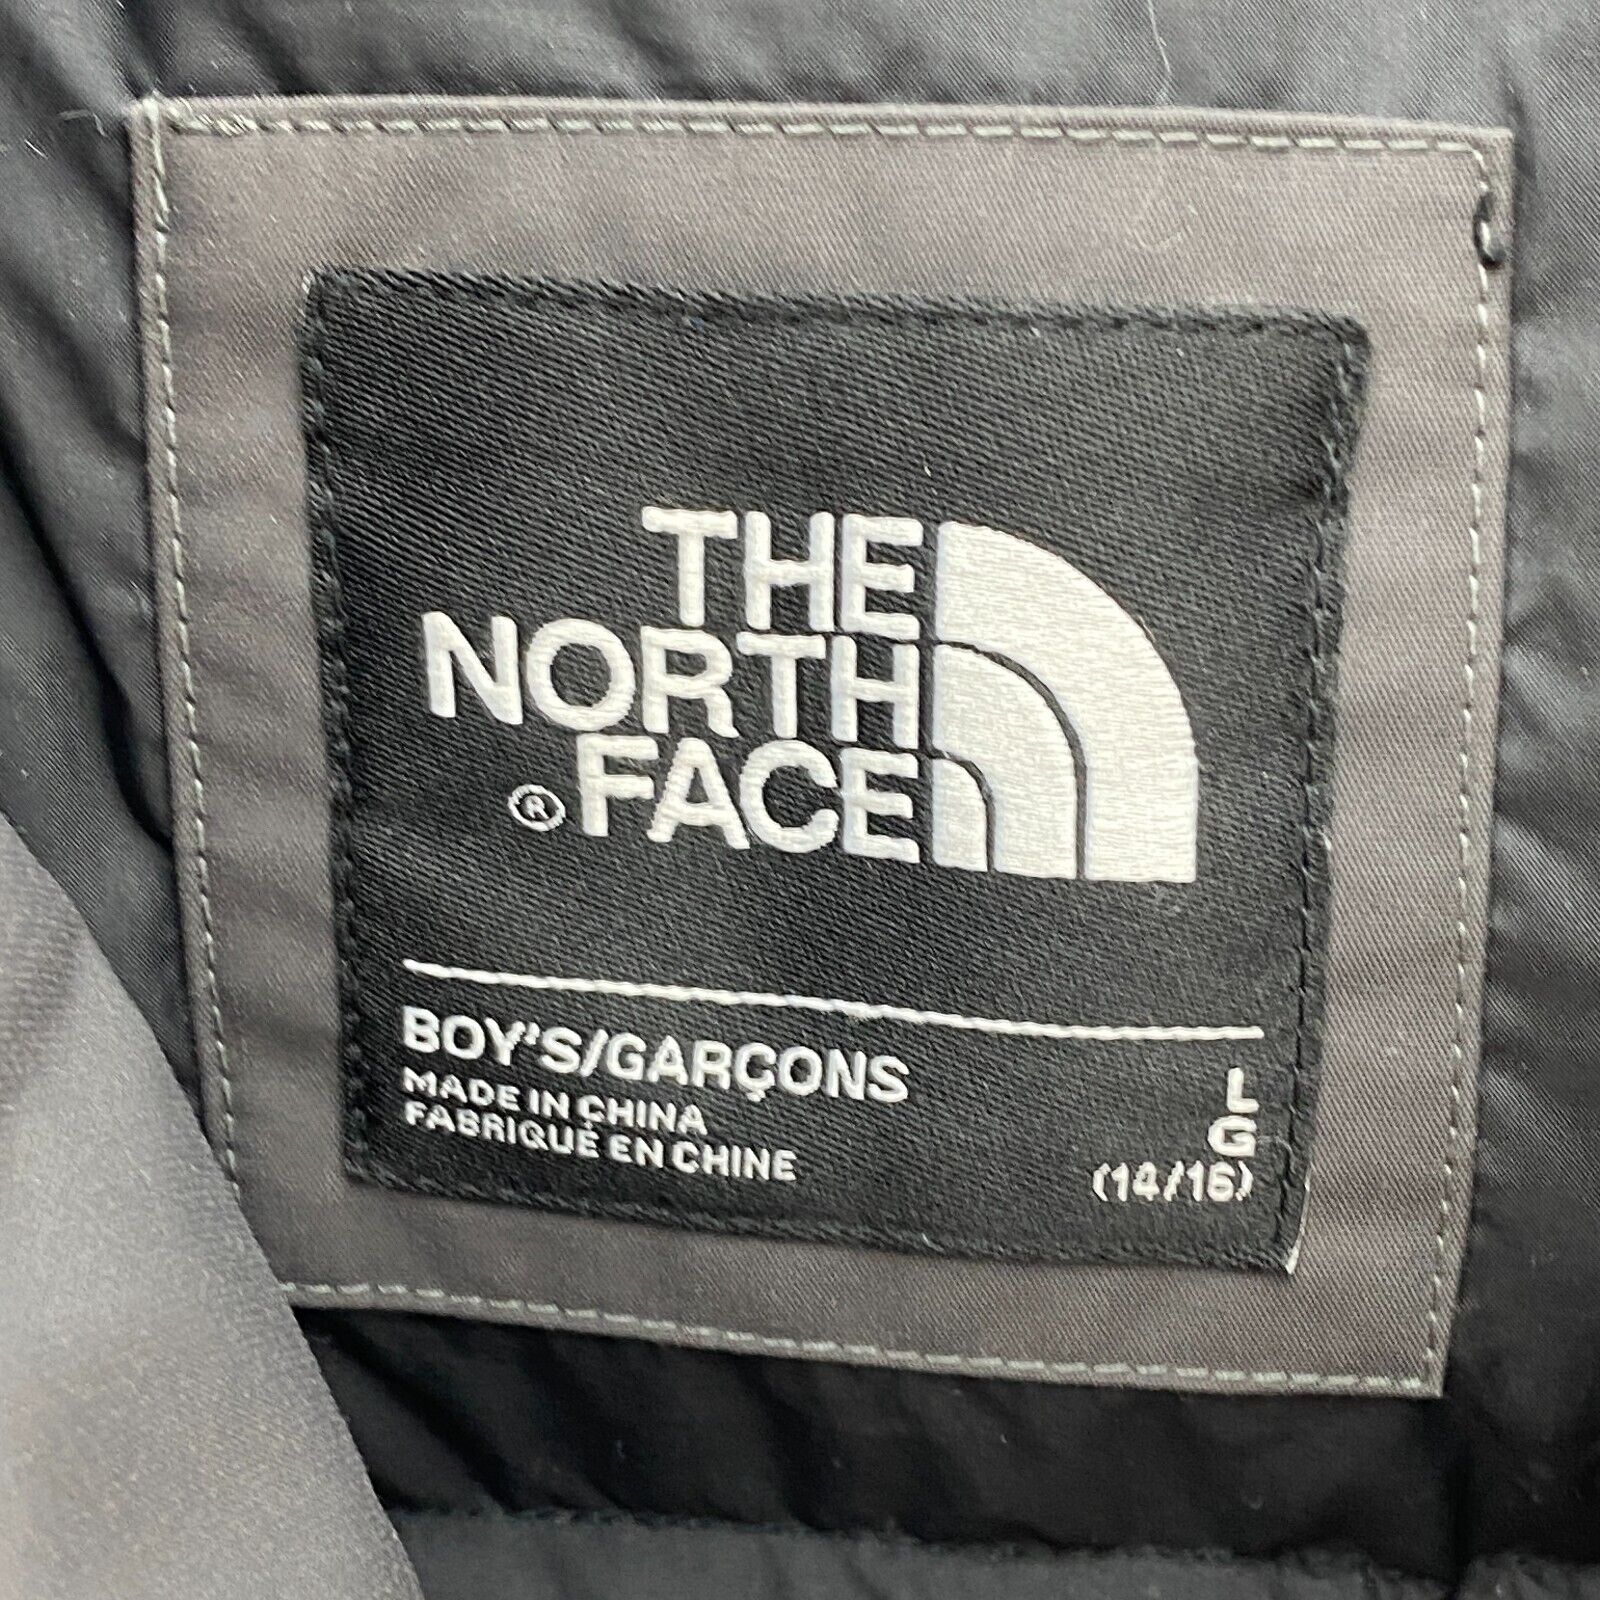 THE
NORTH
® FACE
BOY'S/GARÇONS L
MADE IN CHINA G
FABRIQUÉ EN CHINE (14/16)